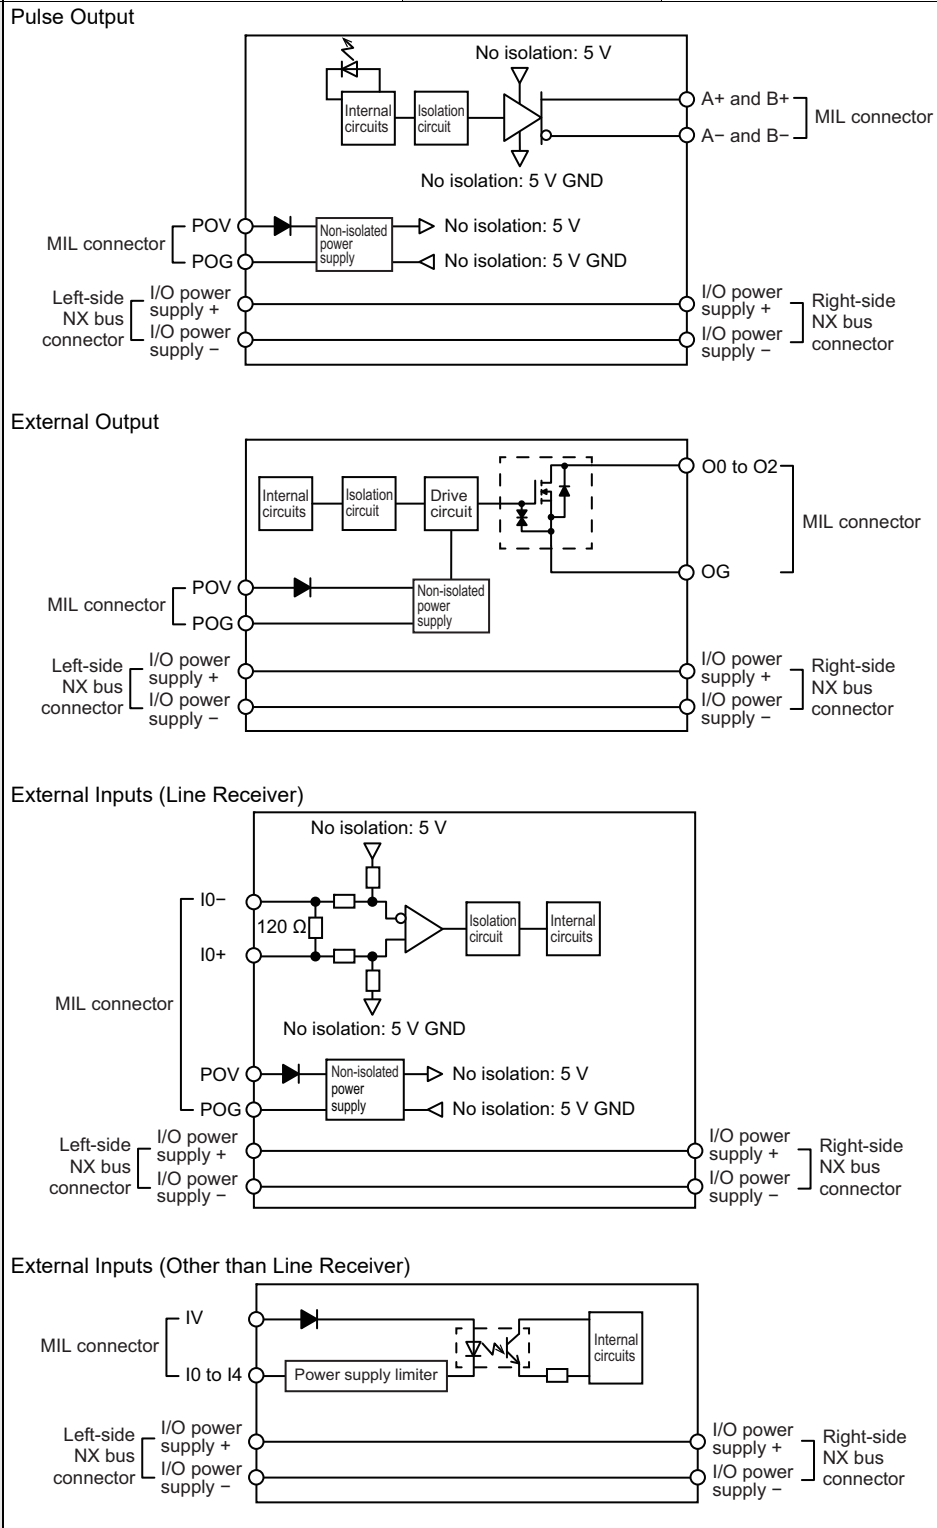 Pulse Output
No isolation: 5 V
Internal
circuits
Isolation
circuit
A+ and B+
A− and B−
MIL connector
No isolation: 5 V GND
MIL connector
POV
POG
Non-isolated
power
supply
No isolation: 5 V
No isolation: 5 V GND
Left-side
NX bus
connector
I/O power
supply +
I/O power
supply −
I/O power
supply +
I/O power
supply −
Right-side
NX bus
connector
External Output
Internal
circuits
Isolation
circuit
Drive
circuit
O0 to O2
OG
MIL connector
MIL connector
POV
POG
Non-isolated
power
supply
Left-side
NX bus
connector
I/O power
supply +
I/O power
supply −
I/O power
supply +
I/O power
supply −
Right-side
NX bus
connector
External Inputs (Line Receiver)
No isolation: 5 V
I0−
120 Ω
I0+
Isolation
circuit
Internal
circuits
MIL connector
No isolation: 5 V GND
POV
POG
Non-isolated
power
supply
No isolation: 5 V
No isolation: 5 V GND
Left-side
NX bus
connector
I/O power
supply +
I/O power
supply −
I/O power
supply +
I/O power
supply −
Right-side
NX bus
connector
External Inputs (Other than Line Receiver)
MIL connector
IV
I0 to I4
Power supply limiter
Internal
circuits
Left-side
NX bus
connector
I/O power
supply +
I/O power
supply −
I/O power
supply +
I/O power
supply −
Right-side
NX bus
connector